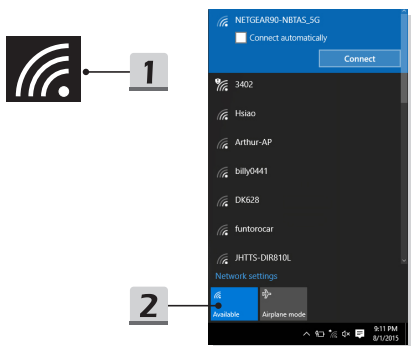 1
NETGEAR90-NBTAS_5G
Connect automatically
Connect
3402
Hsiao
Arthur-AP
billy0441
DK628
funtorocar
JHTTS-DIR810L
Network settings
2
Available
Airplane mode
9:11 PM
8/1/2015